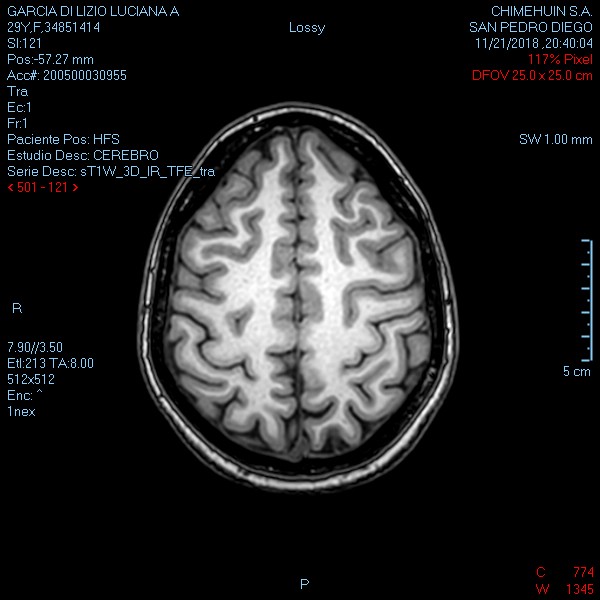 GARCIA DI LIZIO LUCIANA A
29Y,F,34851414
Sl:121
Pos:-57.27 mm
Acc#: 200500030955
Tra
Ec:1
Fr:1
Paciente Pos: HFS
Estudio Desc: CEREBRO
Serie Desc: sT1W_3D_IR_TFE_tra
< 501 - 121 >
Lossy
CHIMEHUIN S.A.
SAN PEDRO DIEGO
11/21/2018 ,20:40:04
117% Pixel
DFOV 25.0 x 25.0 cm
SW 1.00 mm
R
5 cm
7.90//3.50
Etl:213 TA:8.00
512x512
Enc: ^
1nex
P
C 774
W 1345